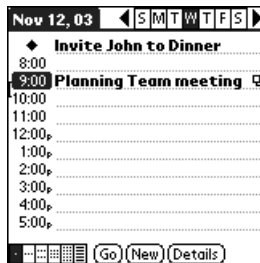 Nov 12, 03 S M T W T F S
Invite John to Dinner
8:00
9:00 Planning Team meeting
10:00
11:00
12:00P
1:00P
2:00P
3:00P
4:00P
5:00P
Go New Details